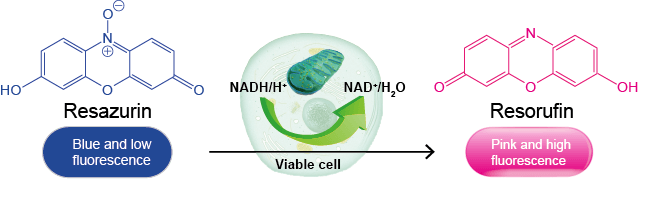 O⊖
N
⊕
HO
O
O
Resazurin
Blue and low
fluorescence
NADH/H⁺
NAD⁺/H₂O
Viable cell
N
O
O
OH
Resorufin
Pink and high
fluorescence